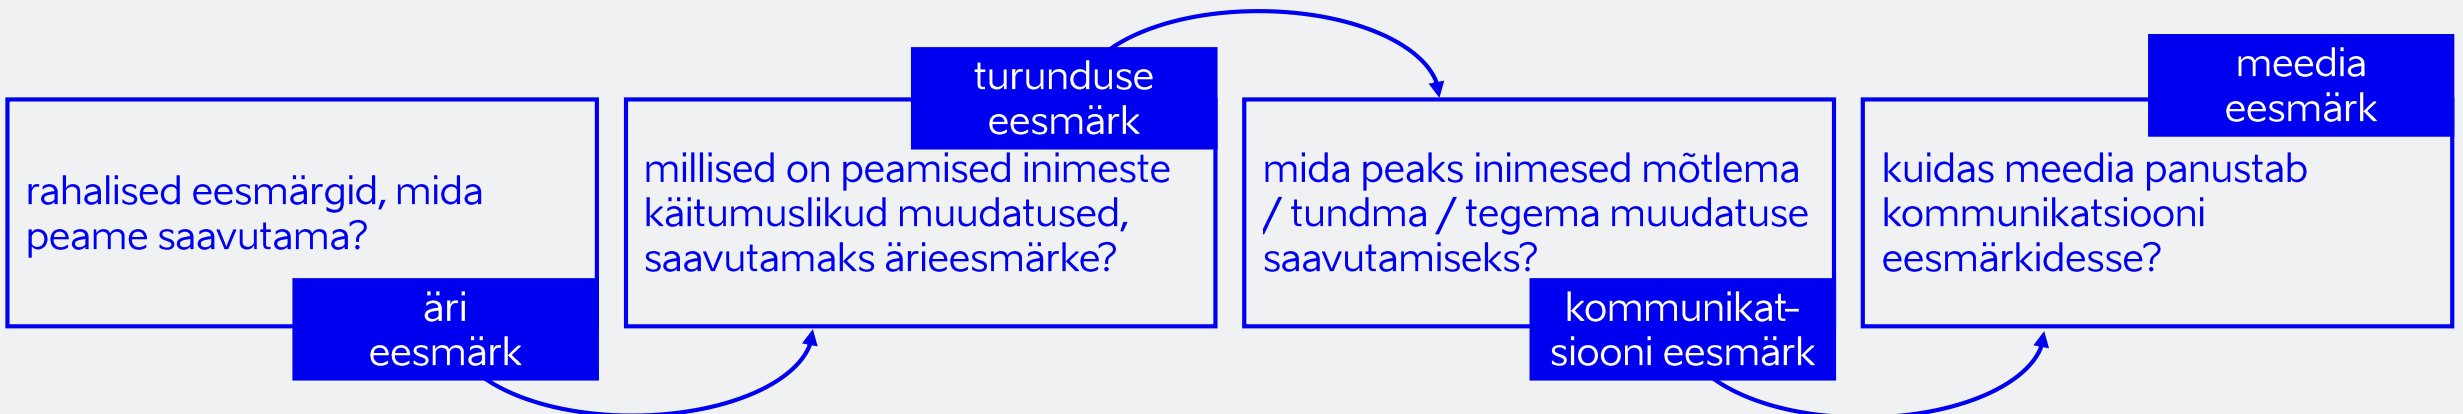 rahalised eesmärgid, mida
peame saavutama?
äri
eesmärk
turunduse
eesmärk
millised on peamised inimeste
käitumuslikud muudatused,
saavutamaks ärieesmärke?
mida peaks inimesed mõtlema
/ tundma / tegema muudatuse
saavutamiseks?
kommunikat-
siooni eesmärk
meedia
eesmärk
kuidas meedia panustab
kommunikatsiooni
eesmärkidesse?